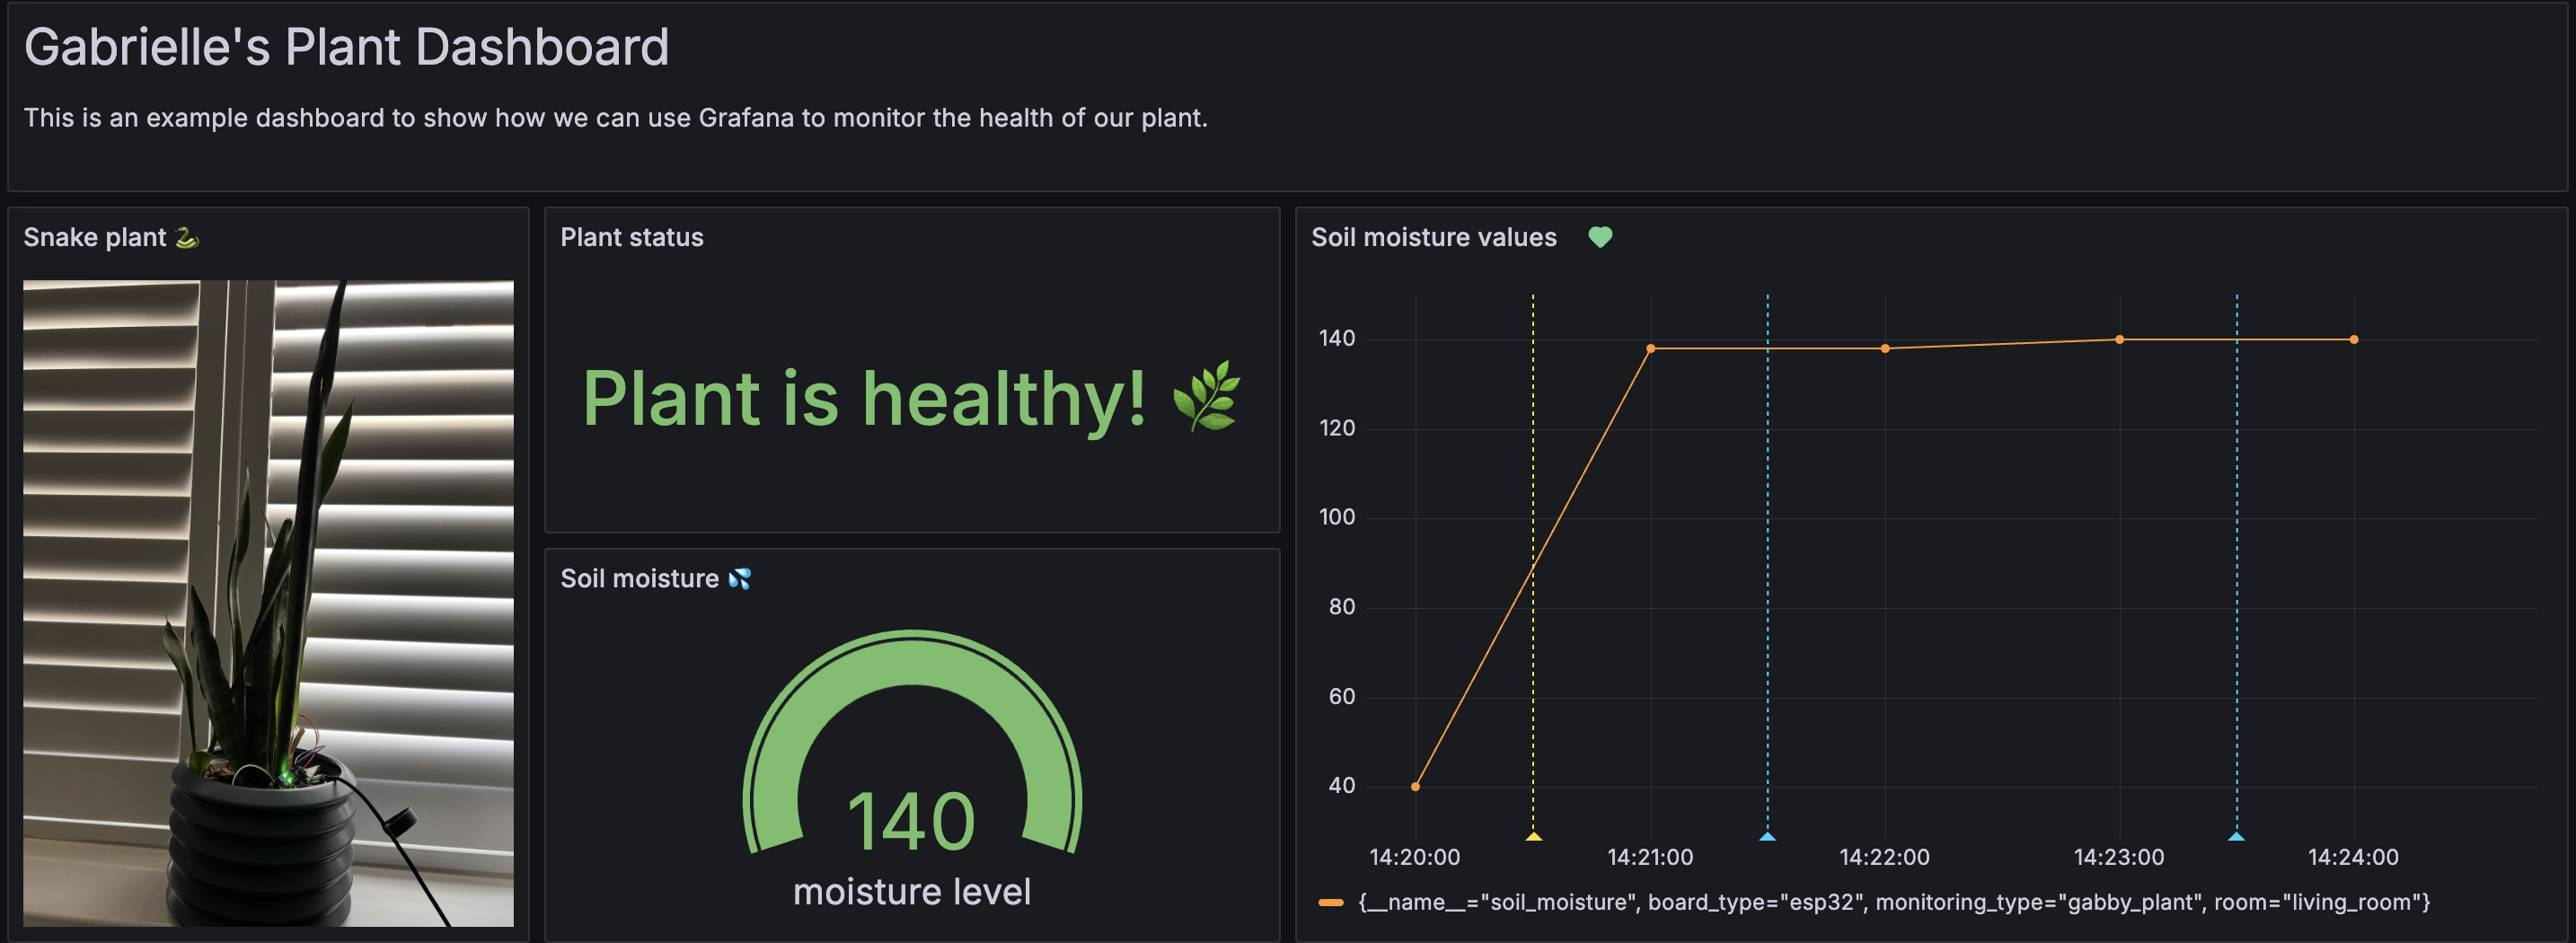 Gabrielle's Plant Dashboard
This is an example dashboard to show how we can use Grafana to monitor the health of our plant.
Snake plant 🐍
Plant status
Plant is healthy! 🌿
Soil moisture 💦
140
moisture level
Soil moisture values 💚
140
120
100
80
60
40
14:20:00 14:21:00 14:22:00 14:23:00 14:24:00
{__name__="soil_moisture", board_type="esp32", monitoring_type="gabby_plant", room="living_room"}